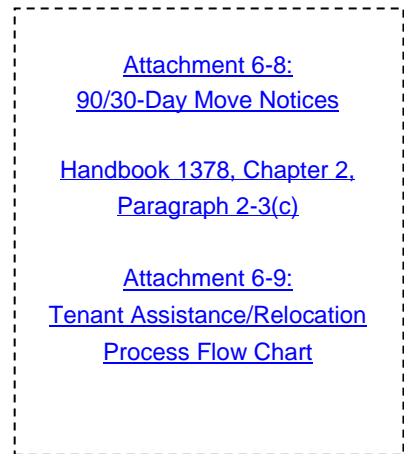 Attachment 6-8:
90/30-Day Move Notices
Handbook 1378, Chapter 2,
Paragraph 2-3(c)
Attachment 6-9:
Tenant Assistance/Relocation
Process Flow Chart